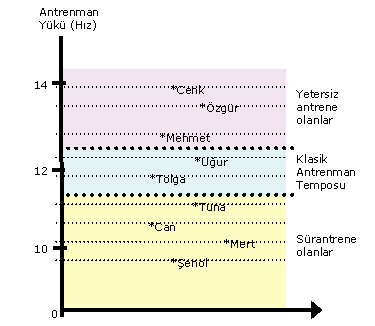 Antrenman
Yükü (Hız)
14
*Cenk
Yetersiz
antrene
olanlar
*Özgür
*Mehmet
*Uğur
Klasik
Antrenman
Temposu
12
*Tolga
*Tuna
*Can
Sürantrene
olanlar
*Mert
10
*Şenol
0